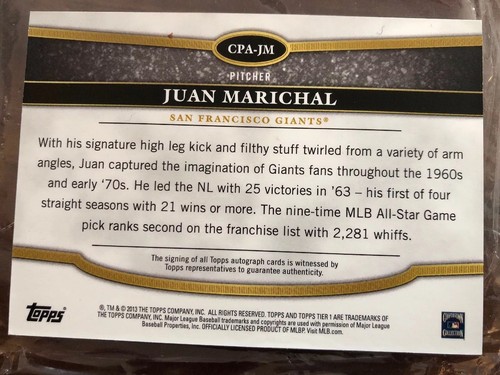 CPA-JM
PITCHER
JUAN MARICHAL
SAN FRANCISCO GIANTS®
With his signature high leg kick and filthy stuff twirled from a variety of arm
angles, Juan captured the imagination of Giants fans throughout the 1960s
and early '70s. He led the NL with 25 victories in '63 – his first of four
straight seasons with 21 wins or more. The nine-time MLB All-Star Game
pick ranks second on the franchise list with 2,281 whiffs.
The signing of all Topps autograph cards is witnessed by
Topps representatives to guarantee authenticity.
®, TM & © 2013 THE TOPPS COMPANY, INC. ALL RIGHTS RESERVED. TOPPS AND TOPPS TIER 1 ARE TRADEMARKS OF
THE TOPPS COMPANY, INC. Major League Baseball trademarks and copyrights are used with permission of Major League
Baseball Properties, Inc. OFFICIALLY LICENSED PRODUCT OF MLBP. Visit MLB.com.
Topps
COOPERSTOWN
COLLECTION